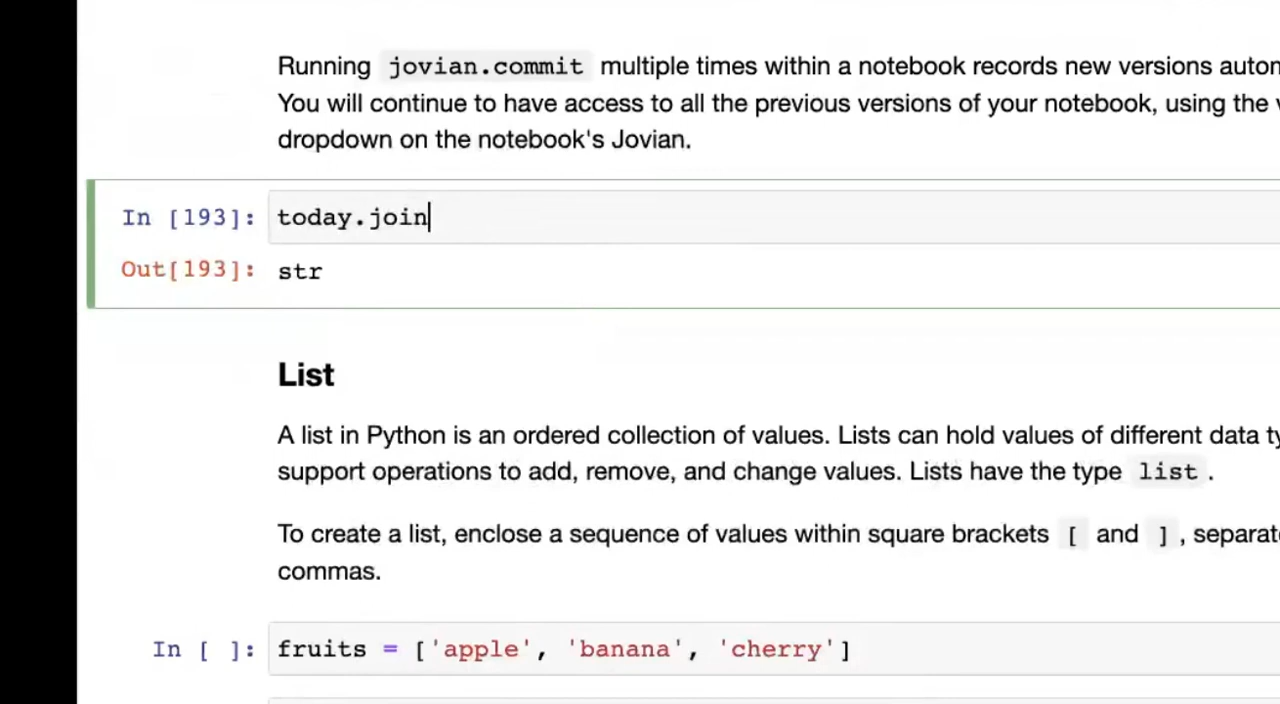 Running jovian.commit multiple times within a notebook records new versions
You will continue to have access to all the previous versions of your notebook, using the
dropdown on the notebook's Jovian.
In [193]: today.join
Out[193]: str
List
A list in Python is an ordered collection of values. Lists can hold values of different data
support operations to add, remove, and change values. Lists have the type list .
To create a list, enclose a sequence of values within square brackets [ and ] ,
commas.
In [ ]: fruits = ['apple', 'banana', 'cherry']